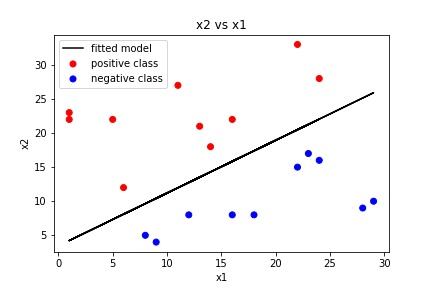 x2 vs x1
fitted model
positive class
negative class
30
25
20
15
10
5
x2
0 5 10 15 20 25 30
x1